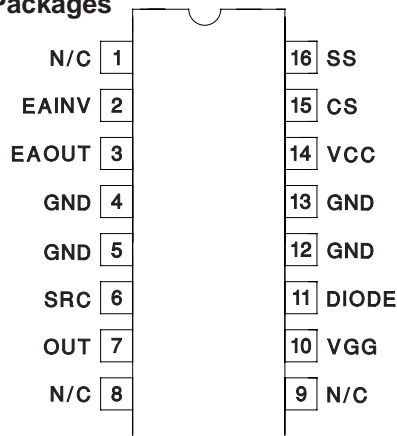 Packages
N/C 1 16 SS
EAINV 2 15 CS
EAOUT 3 14 VCC
GND 4 13 GND
GND 5 12 GND
SRC 6 11 DIODE
OUT 7 10 VGG
N/C 8 9 N/C